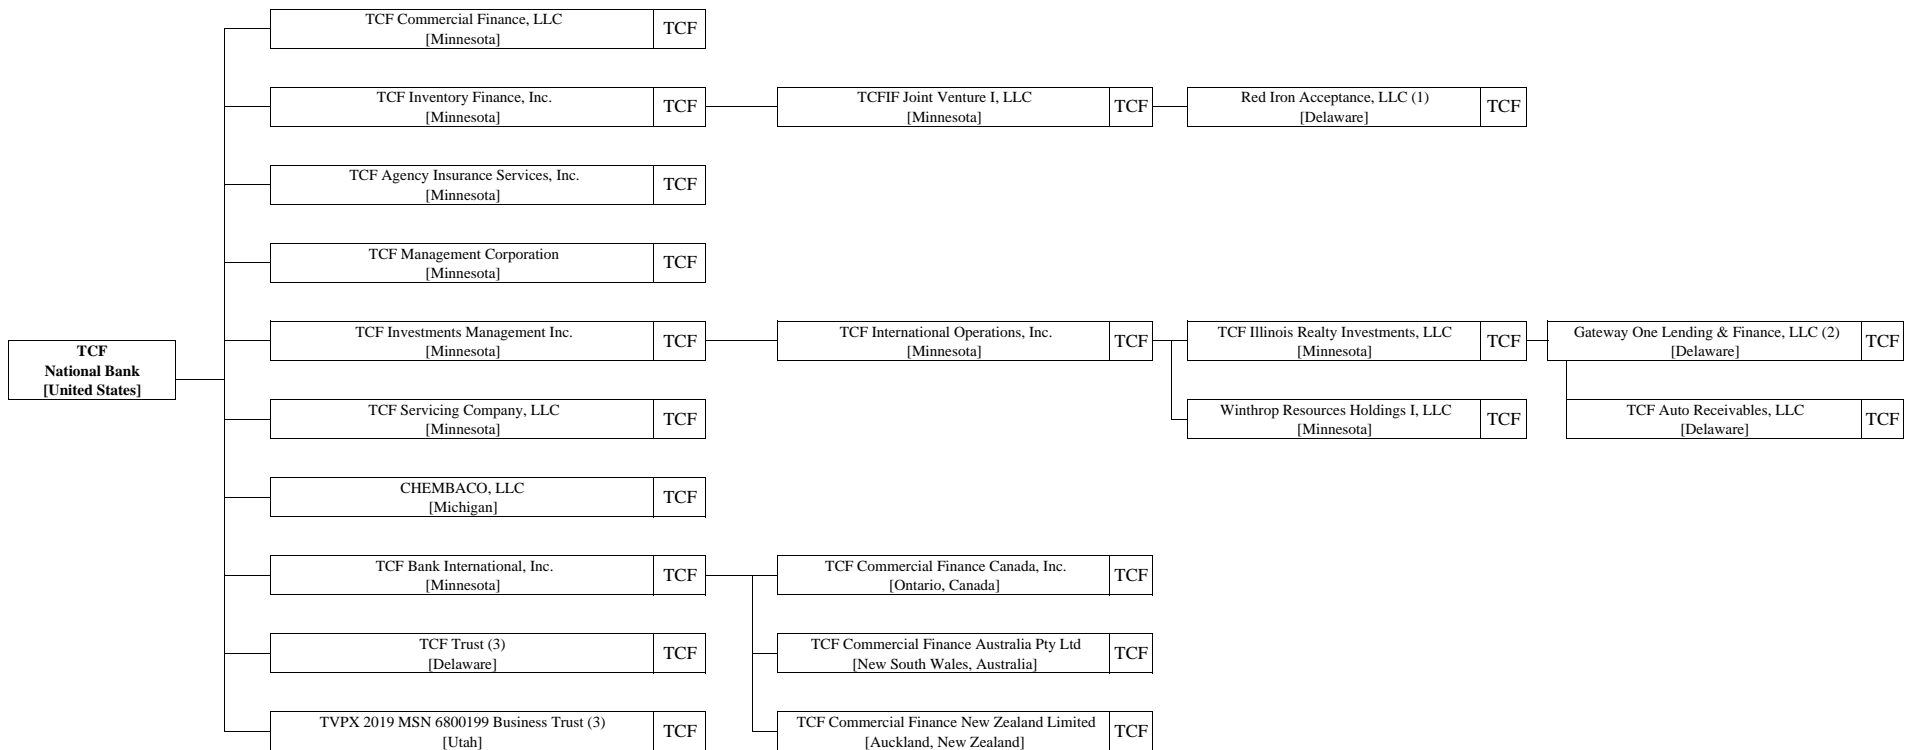 TCF Commercial Finance, LLC
[Minnesota]
TCF
TCF Inventory Finance, Inc.
[Minnesota]
TCF
TCFIF Joint Venture I, LLC
[Minnesota]
TCF
Red Iron Acceptance, LLC (1)
[Delaware]
TCF
TCF Agency Insurance Services, Inc.
[Minnesota]
TCF
TCF Management Corporation
[Minnesota]
TCF
TCF Investments Management Inc.
[Minnesota]
TCF
TCF International Operations, Inc.
[Minnesota]
TCF
TCF Illinois Realty Investments, LLC
[Minnesota]
TCF
Gateway One Lending & Finance, LLC (2)
[Delaware]
TCF
TCF
National Bank
[United States]
TCF Servicing Company, LLC
[Minnesota]
TCF
Winthrop Resources Holdings I, LLC
[Minnesota]
TCF
TCF Auto Receivables, LLC
[Delaware]
TCF
CHEMBACO, LLC
[Michigan]
TCF
TCF Bank International, Inc.
[Minnesota]
TCF
TCF Commercial Finance Canada, Inc.
[Ontario, Canada]
TCF
TCF Trust (3)
[Delaware]
TCF
TCF Commercial Finance Australia Pty Ltd
[New South Wales, Australia]
TCF
TVPX 2019 MSN 6800199 Business Trust (3)
[Utah]
TCF
TCF Commercial Finance New Zealand Limited
[Auckland, New Zealand]
TCF